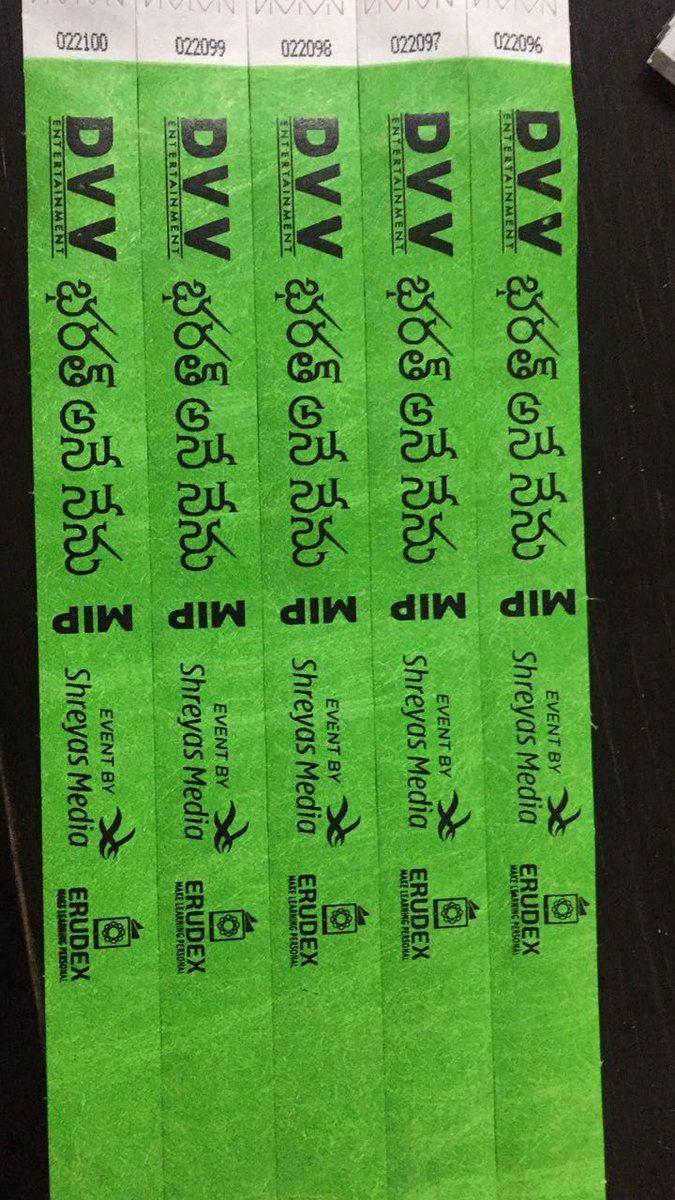 022100
DVV
ENTERTAINMENT
భరత్ అనే నేను
MIP
EVENT BY
Shreyas Media
ERUDEX
MAKE LEARNING PERSONAL
022099
DVV
ENTERTAINMENT
భరత్ అనే నేను
MIP
EVENT BY
Shreyas Media
ERUDEX
MAKE LEARNING PERSONAL
022098
DVV
ENTERTAINMENT
భరత్ అనే నేను
MIP
EVENT BY
Shreyas Media
ERUDEX
MAKE LEARNING PERSONAL
022097
DVV
ENTERTAINMENT
భరత్ అనే నేను
MIP
EVENT BY
Shreyas Media
ERUDEX
MAKE LEARNING PERSONAL
022096
DVV
ENTERTAINMENT
భరత్ అనే నేను
MIP
EVENT BY
Shreyas Media
ERUDEX
MAKE LEARNING PERSONAL